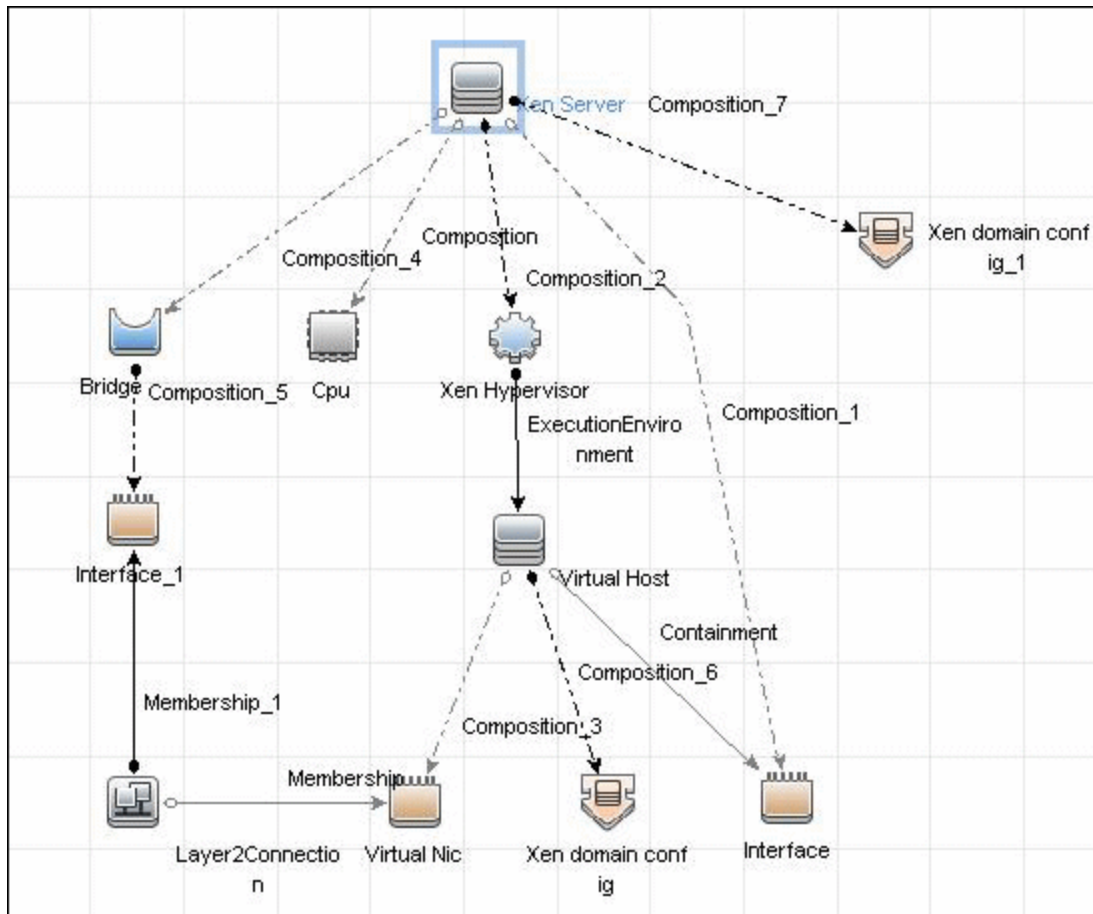 Xen Server
Composition_7
Xen domain conf
ig_1
Composition
Composition_4
Composition_2
Bridge
Composition_5
Cpu
Xen Hypervisor
Composition_1
ExecutionEnviro
nment
Interface_1
Virtual Host
Containment
Composition_6
Membership_1
Composition_3
Membership
Layer2Connectio
n
Virtual Nic
Xen domain conf
ig
Interface